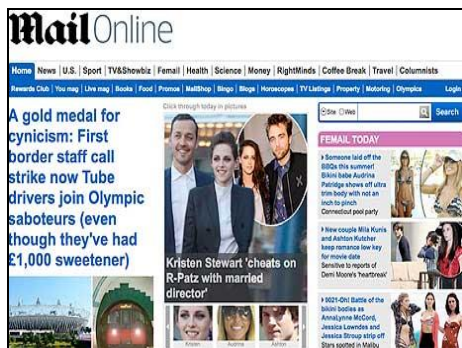 Mail Online
Home News U.S. Sport TV&Showbiz Femail Health Science Money RightMinds Coffee Break Travel Columnists
Rewards Club You mag Live mag Books Food Promos MailShop Bingo Blogs Horoscopes TV Listings Property Motoring Olympics Login
A gold medal for
cynicism: First
border staff call
strike now Tube
drivers join Olympic
saboteurs (even
though they've had
£1,000 sweetener)
Click through today in pictures
Kristen Stewart 'cheats on
R-Patz with married
director'
Kristen Audrina Ashton
Site Web Search
FEMAIL TODAY
Someone laid off the
BBQs this summer!
Bikini babe Audrina
Patridge shows off ultra
trim body with not an
inch to pinch
Connecticut pool party
New couple Mila Kunis
and Ashton Kutcher
keep romance low key
for movie date
Sensitive to reports of
Demi Moore's 'heartbreak'
9021-Oh! Battle of the
bikini bodies as
AnnaLynne McCord,
Jessica Lowndes and
Jessica Stroup strip off
Stars spotted in Malibu